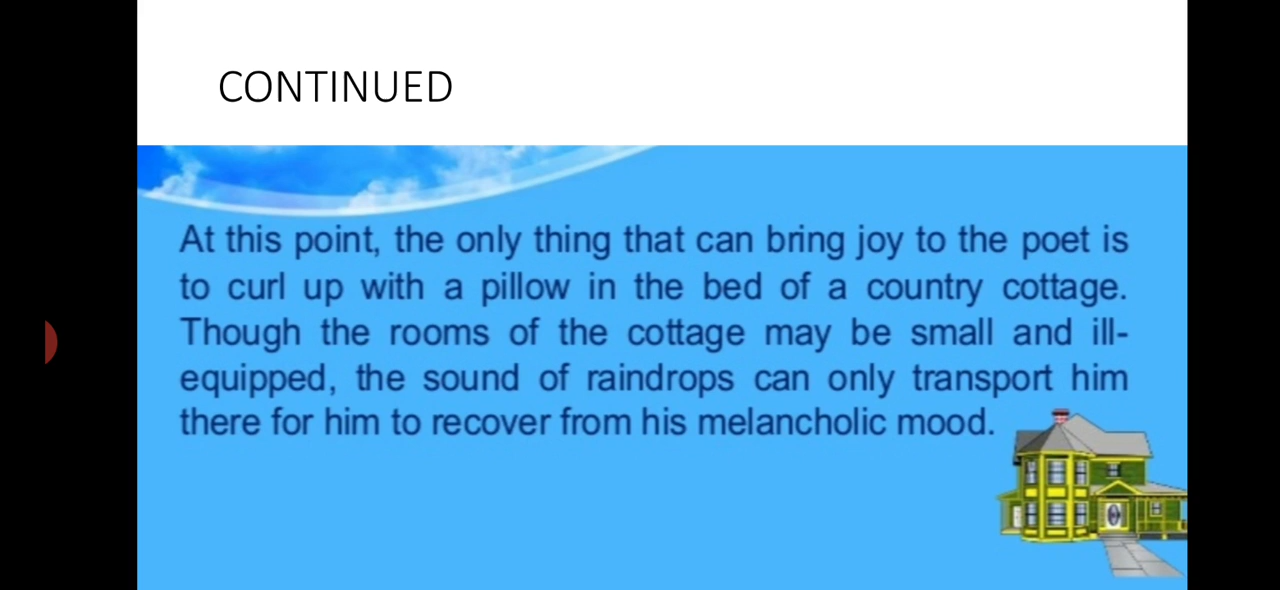 CONTINUED
At this point, the only thing that can bring joy to the poet is
to curl up with a pillow in the bed of a country cottage.
Though the rooms of the cottage may be small and ill-
equipped, the sound of raindrops can only transport him
there for him to recover from his melancholic mood.